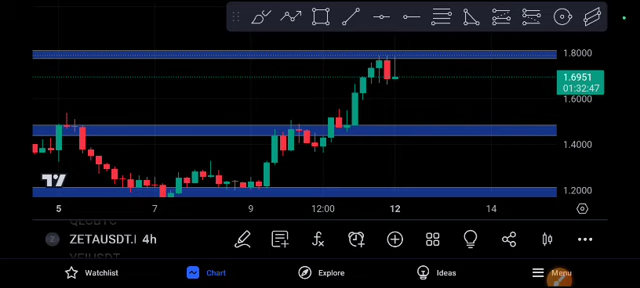 1.8000
1.6951
01:32:47
1.6000
1.4000
1.2000
5 7 9 12:00 12 14
ZETAUSDT. 4h
Watchlist Chart Explore Ideas Menu